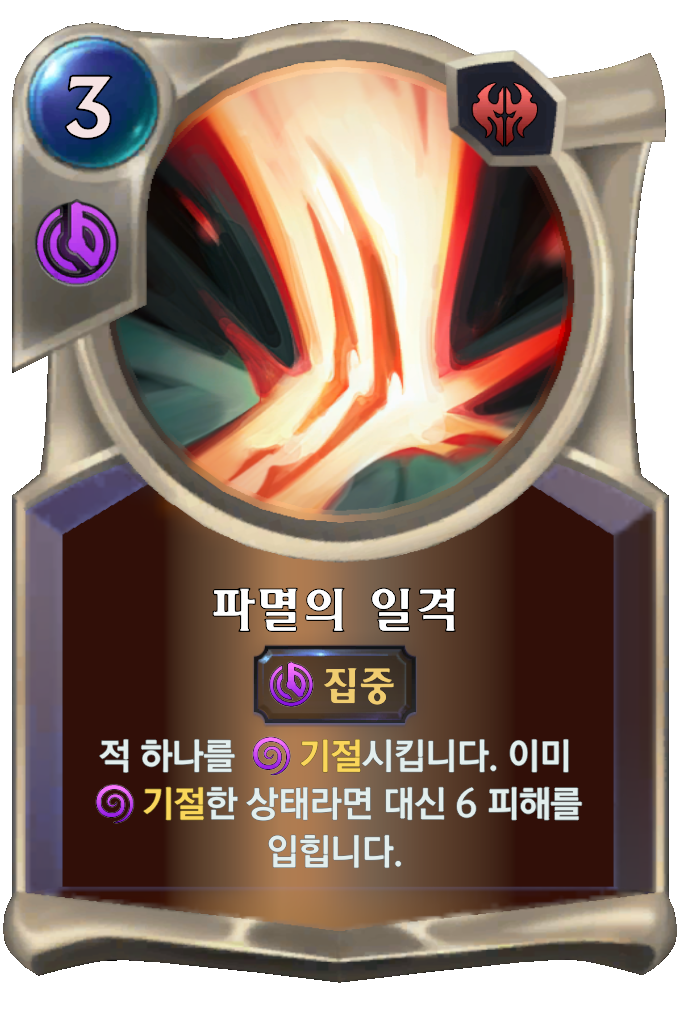 3
파멸의 일격
집중
적 하나를 기절시킵니다. 이미
기절한 상태라면 대신 6 피해를
입힙니다.